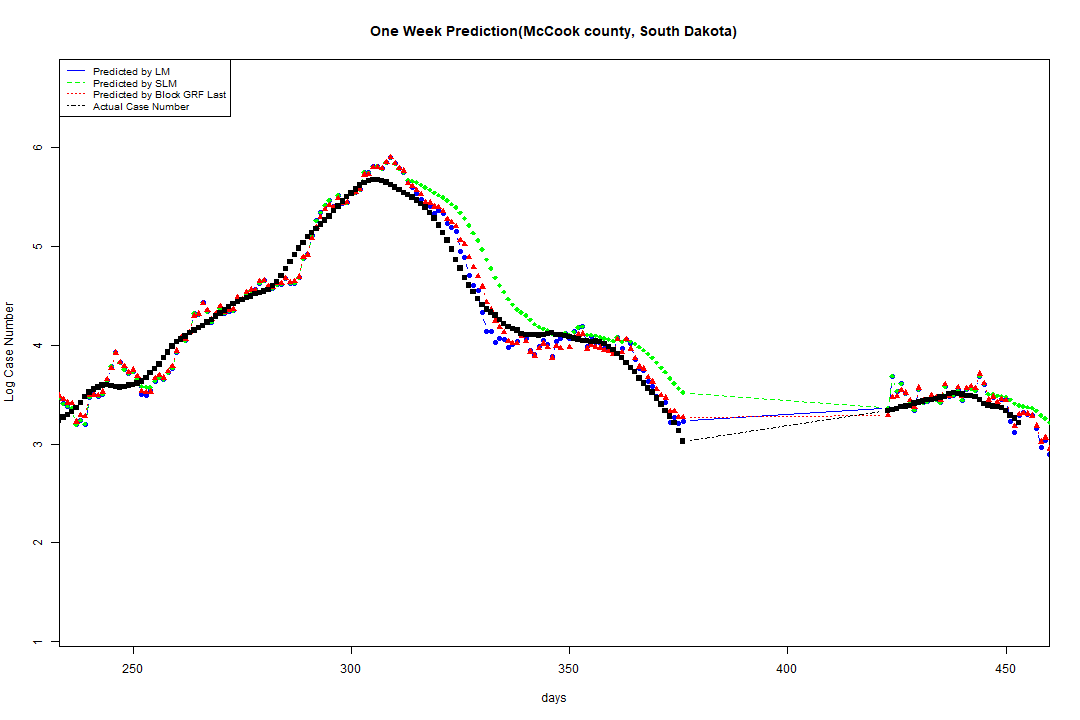 One Week Prediction(McCook county, South Dakota)
Predicted by LM
Predicted by SLM
Predicted by Block GRF Last
Actual Case Number
6
5
4
3
2
1
Log Case Number
250 300 350 400 450
days